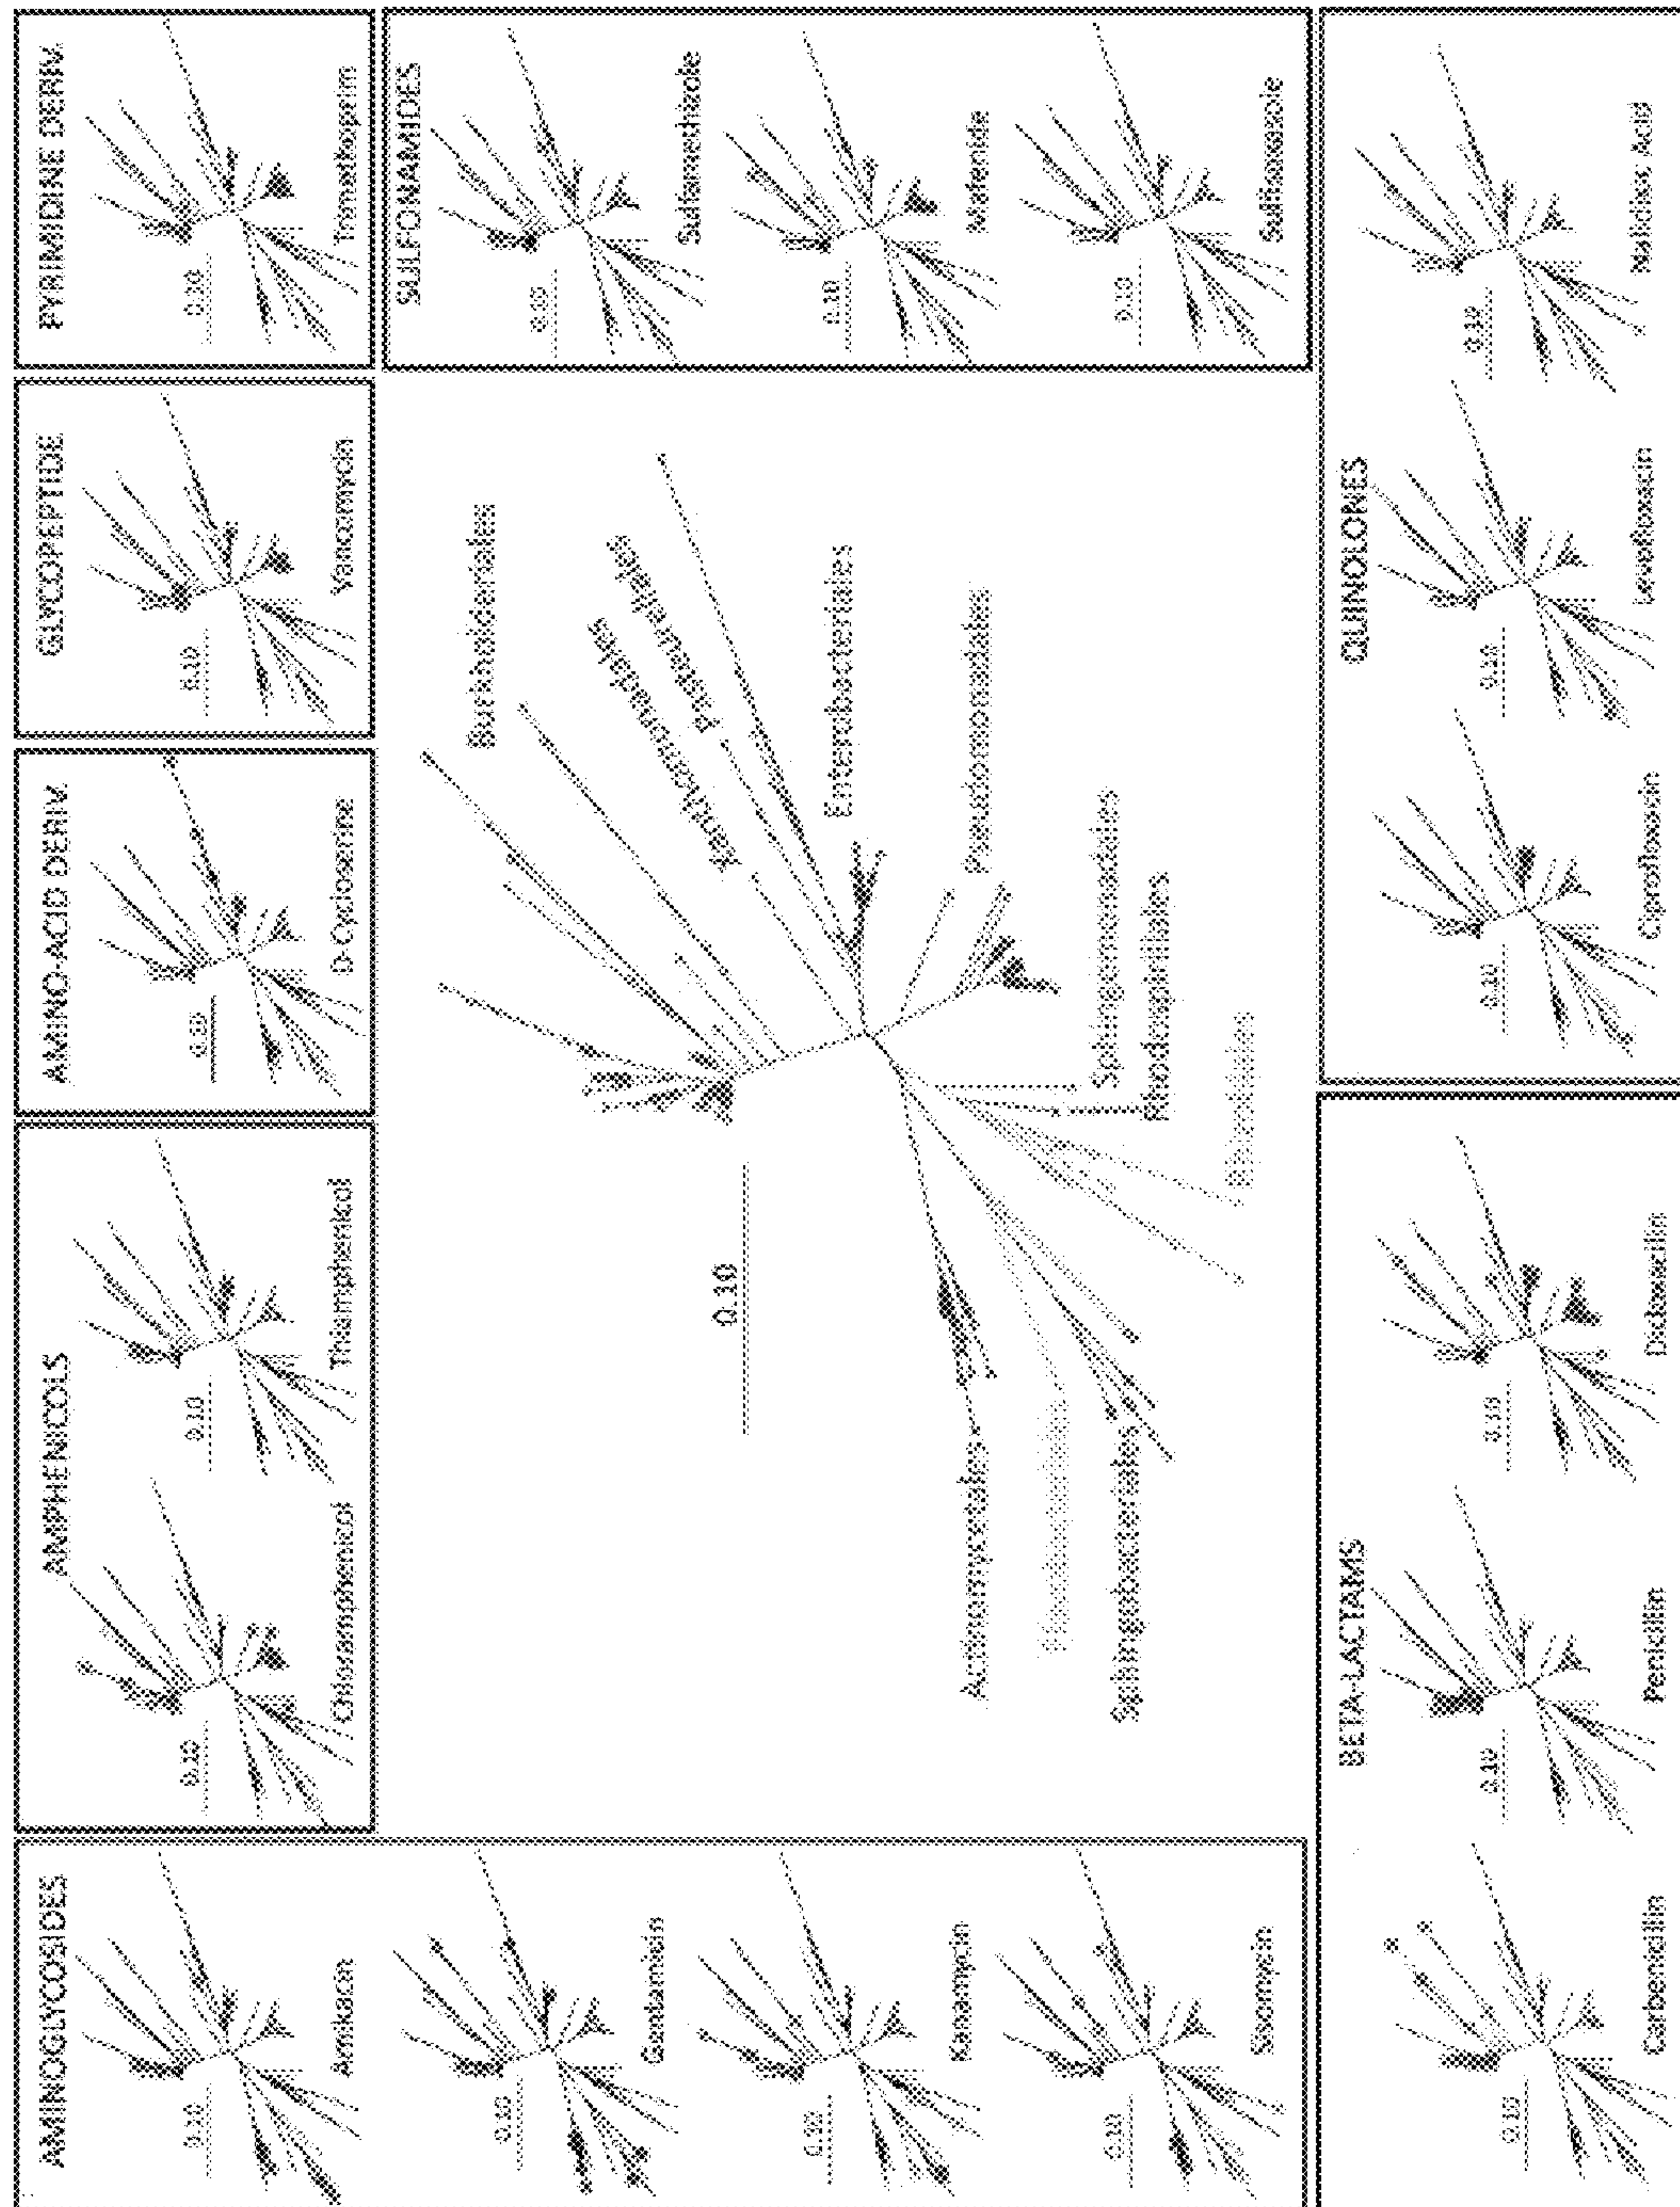 AMINOGLYCOSIDES
0.10
Amikacin
0.10
Gentamicin
0.10
Kanamycin
0.10
Sisomycin
AMPHENICOLS
0.10
Chloramphenicol
0.10
Thiamphenicol
AMINO-ACID DERIV.
0.10
D-Cycloserine
GLYCOPEPTIDE
0.10
Vancomycin
PYRIMIDINE DERIV.
0.10
Trimethoprim
SULFONAMIDES
0.10
Sulfamethizole
0.10
Mafenide
0.10
Sulfisoxazole
0.10
Burkholderiales
Xanthomonadales
Pasteurellales
Enterobacteriales
Pseudomonadales
Sphingomonadales
Rhodospirillales
Rhizobiales
Actinomycetales
Sphingobacteriales
BETA-LACTAMS
0.10
Carbenicillin
0.10
Penicillin
0.10
Dicloxacillin
QUINOLONES
0.10
Ciprofloxacin
0.10
Levofloxacin
0.10
Nalidixic Acid